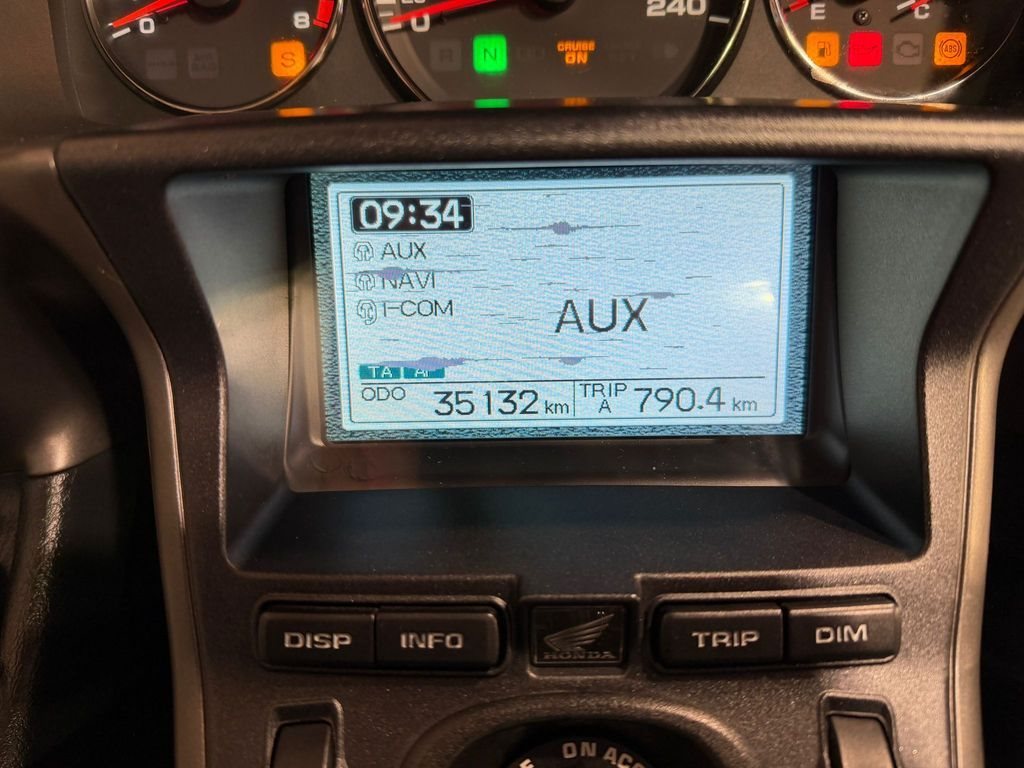 0 8 S
0 240
R N
CRUISE
ON
E C
ABS
09:34
AUX
NAVI
I-COM
AUX
TA
ODO 35132 km TRIP A 790.4 km
DISP INFO HONDA TRIP DIM
ON ACC